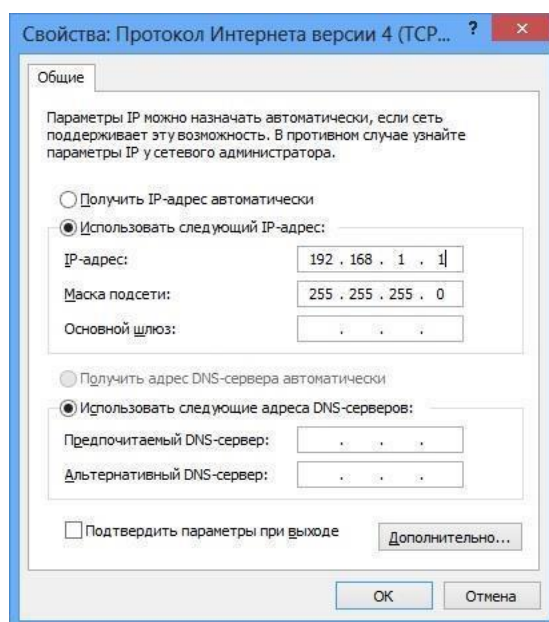 Свойства: Протокол Интернета версии 4 (TCP...
?
×
Общие
Параметры IP можно назначать автоматически, если сеть
поддерживает эту возможность. В противном случае узнайте
параметры IP у сетевого администратора.
Получить IP-адрес автоматически
Использовать следующий IP-адрес:
IP-адрес: 192 . 168 . 1 . 1
Маска подсети: 255 . 255 . 255 . 0
Основной шлюз: . . .
Получить адрес DNS-сервера автоматически
Использовать следующие адреса DNS-серверов:
Предпочитаемый DNS-сервер: . . .
Альтернативный DNS-сервер: . . .
Подтвердить параметры при выходе
Дополнительно...
ОК
Отмена